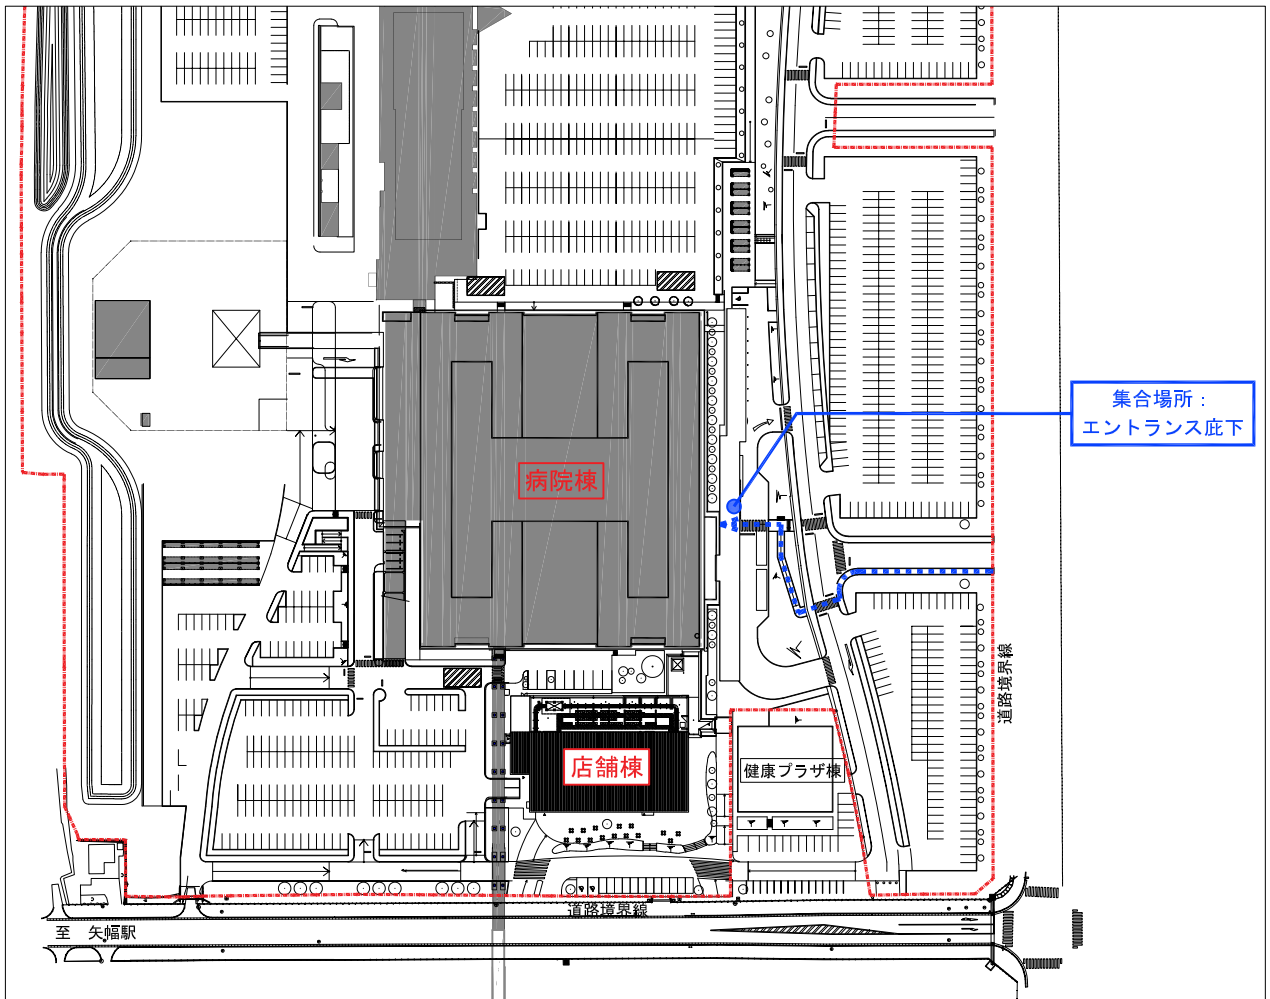 集合場所：
エントランス庇下
病院棟
道路境界線
店舗棟
健康プラザ棟
道路境界線
至　矢幅駅